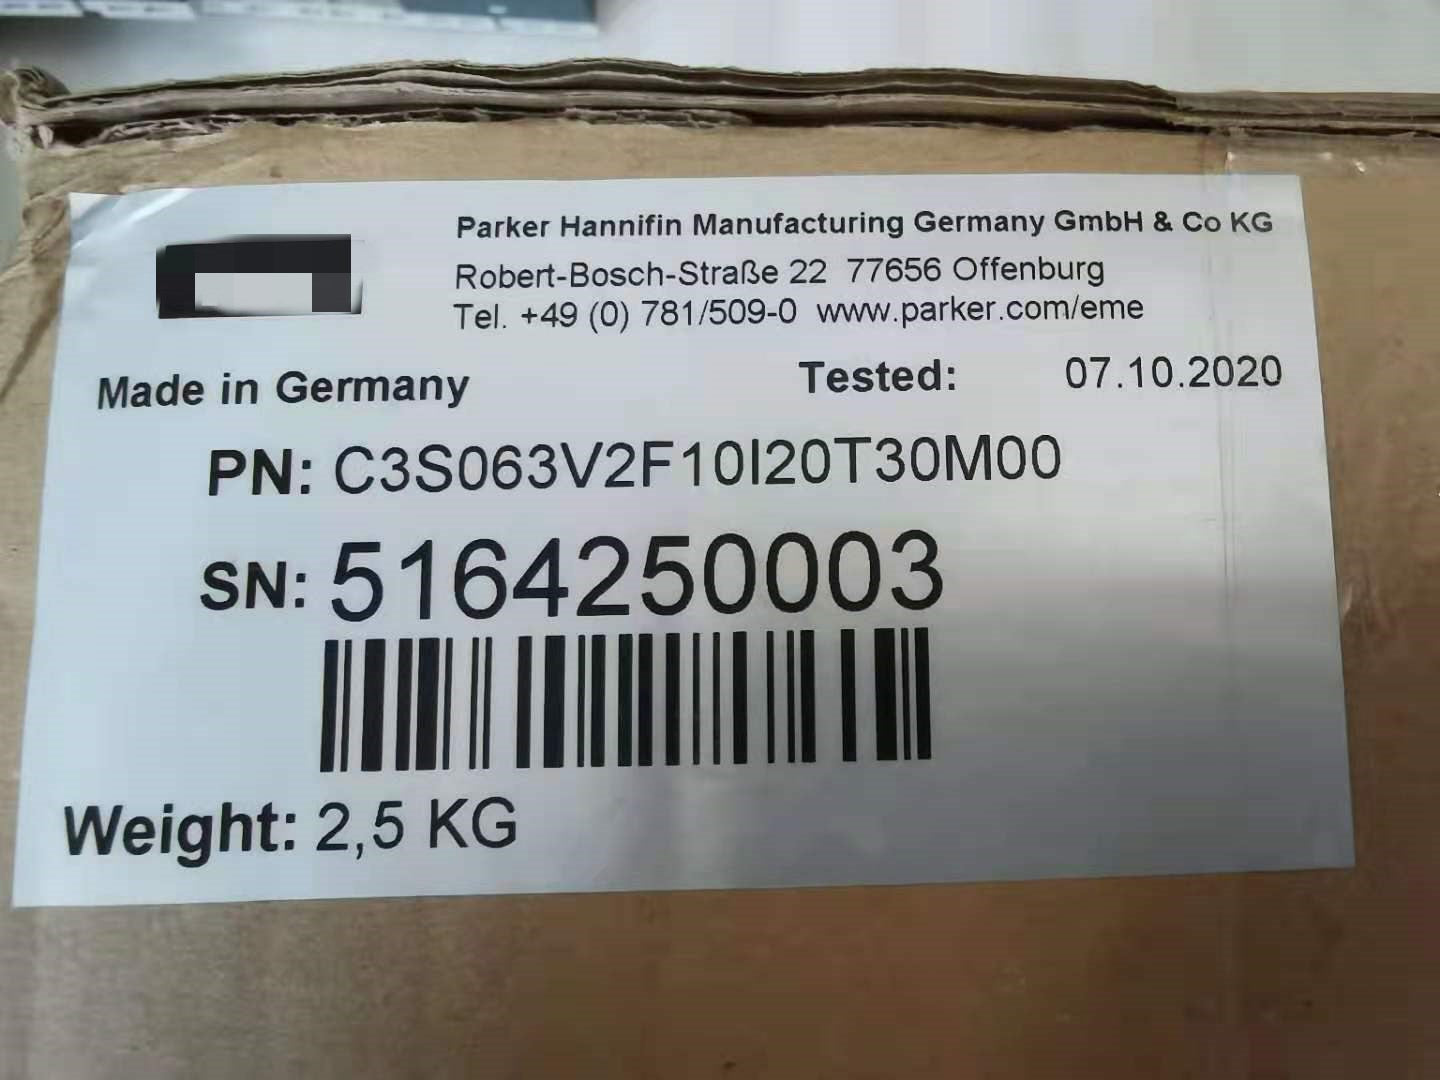 Parker Hannifin Manufacturing Germany GmbH & Co KG
Robert-Bosch-Straße 22 77656 Offenburg
Tel. +49 (0) 781/509-0 www.parker.com/eme
Made in Germany Tested: 07.10.2020
PN: C3S063V2F10I20T30M00
SN: 5164250003
Weight: 2,5 KG